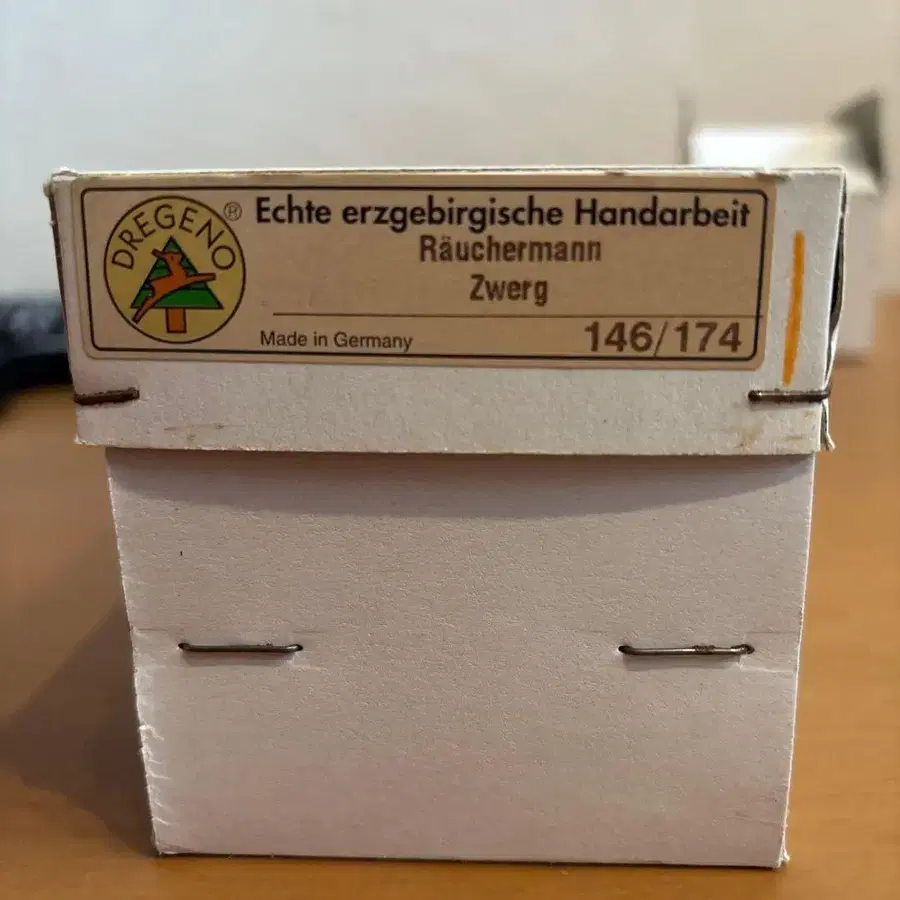 DREGENO ®
Echte erzgebirgische Handarbeit
Räuchermann
Zwerg
Made in Germany
146/174